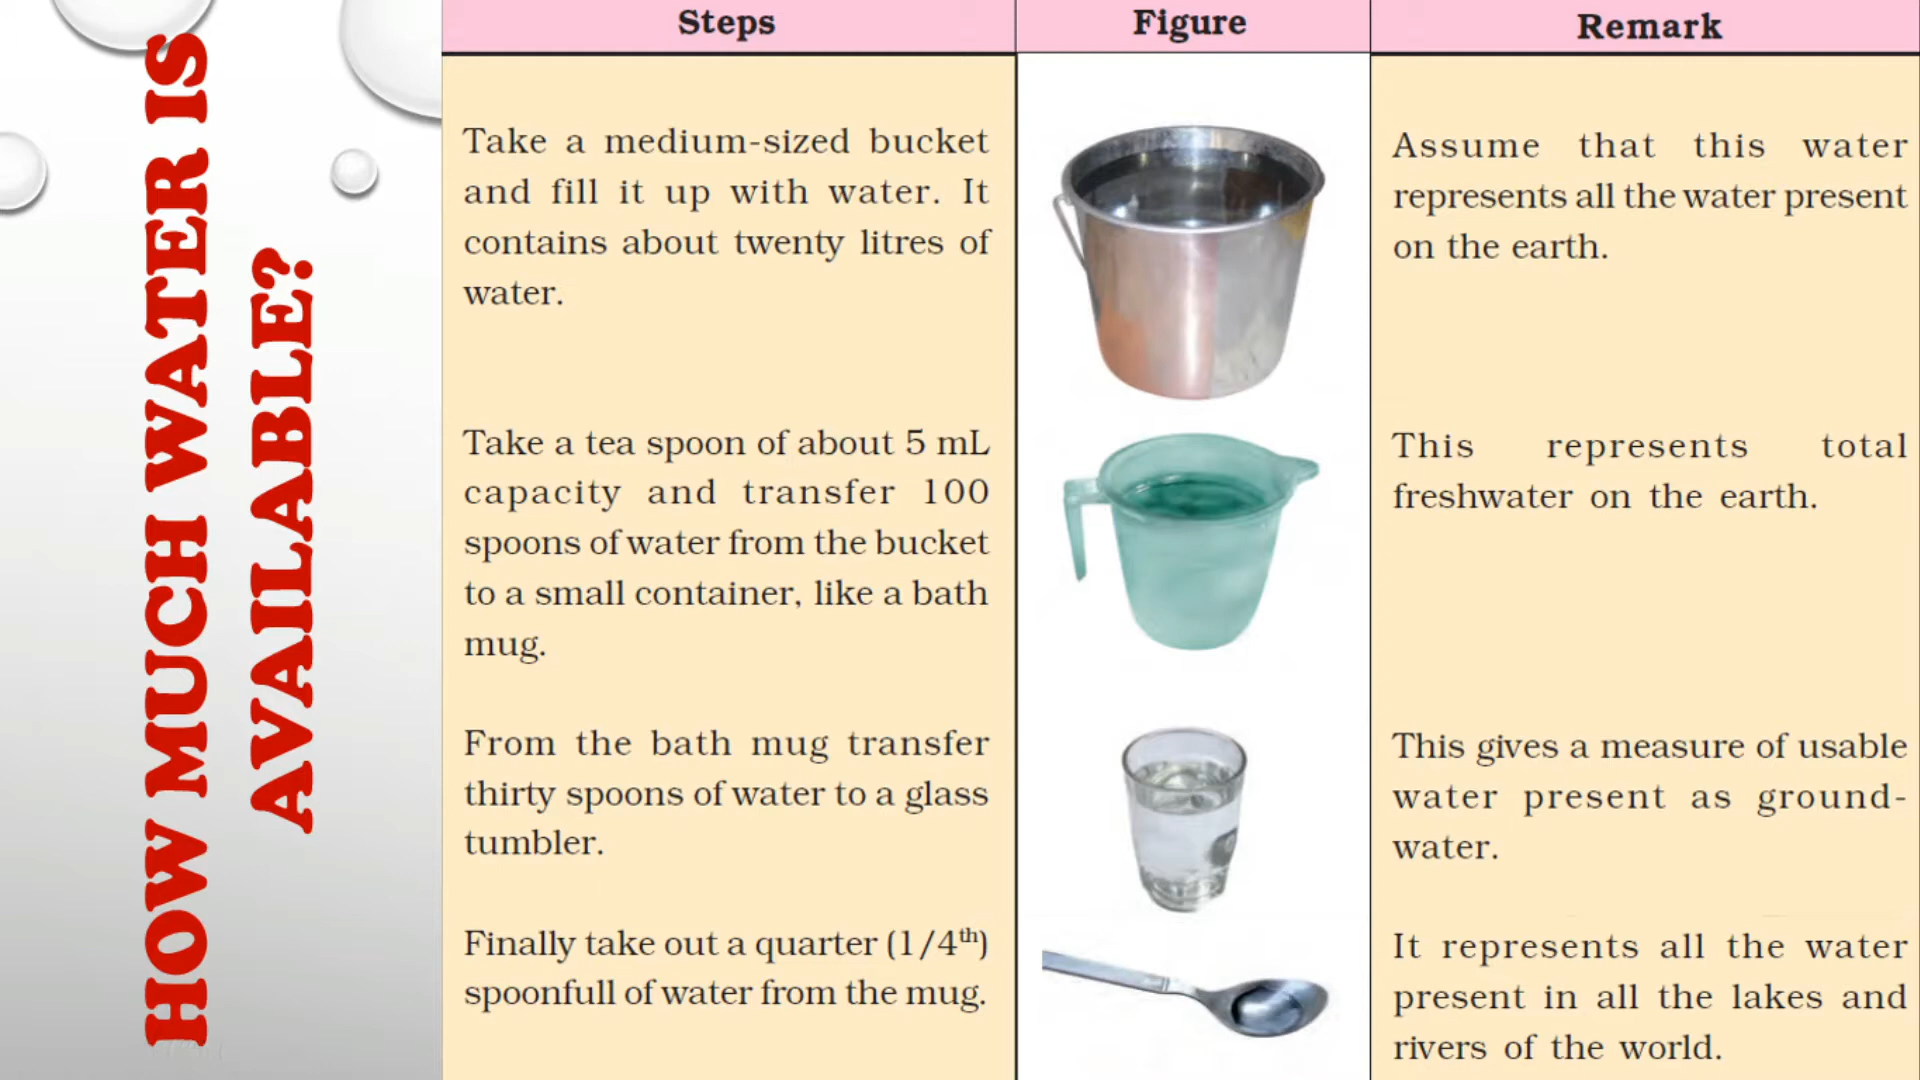 HOW MUCH WATER IS
AVAILABLE?
Steps
Figure
Remark
Take a medium-sized bucket
and fill it up with water. It
contains about twenty litres of
water.
Assume that this water
represents all the water present
on the earth.
Take a tea spoon of about 5 mL
capacity and transfer 100
spoons of water from the bucket
to a small container, like a bath
mug.
This represents total
freshwater on the earth.
From the bath mug transfer
thirty spoons of water to a glass
tumbler.
This gives a measure of usable
water present as ground-
water.
Finally take out a quarter (1/4th)
spoonfull of water from the mug.
It represents all the water
present in all the lakes and
rivers of the world.